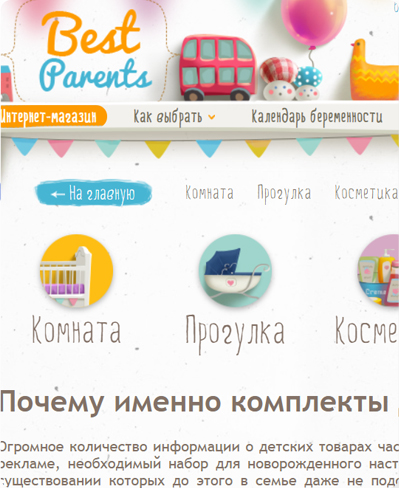 Best
Parents
Интернет-магазин Как выбрать Календарь беременности
← На главную Комната Прогулка Косметика
Комната Прогулка Косме
Почему именно комплекты
Огромное количество информации о детских товарах час
рекламе, необходимый набор для новорожденного наст
существовании которых до этого в семье даже не подо